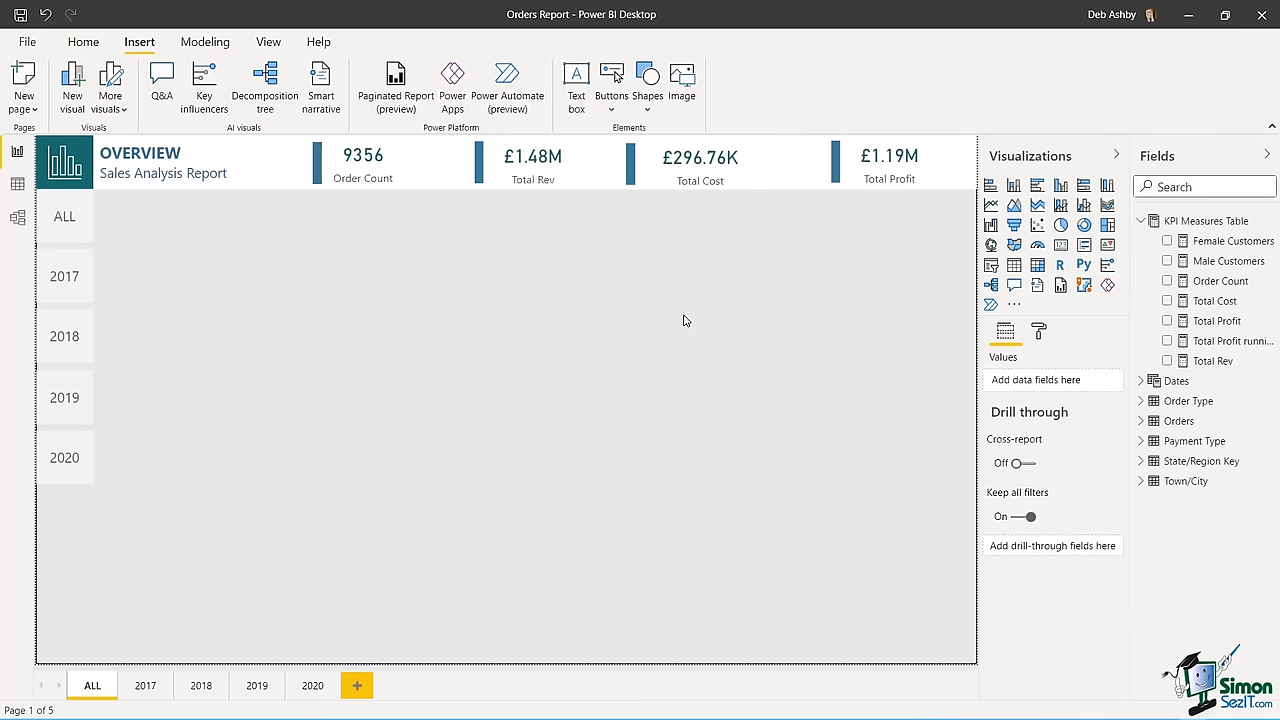 Orders Report - Power BI Desktop
Deb Ashby
File Home Insert Modeling View Help
New page
New visual
More visuals
Q&A
Key influencers
Decomposition tree
Smart narrative
Paginated Report (preview)
Power Apps
Power Automate (preview)
Text box
Buttons
Shapes
Image
Pages
Visuals
AI visuals
Power Platform
Elements
OVERVIEW
Sales Analysis Report
9356
Order Count
£1.48M
Total Rev
£296.76K
Total Cost
£1.19M
Total Profit
ALL
2017
2018
2019
2020
Visualizations
R
Py
Values
Add data fields here
Drill through
Cross-report
Off
Keep all filters
On
Add drill-through fields here
Fields
Search
KPI Measures Table
Female Customers
Male Customers
Order Count
Total Cost
Total Profit
Total Profit runni...
Total Rev
Dates
Order Type
Orders
Payment Type
State/Region Key
Town/City
ALL 2017 2018 2019 2020 +
Page 1 of 5
Simon
SezIT.com